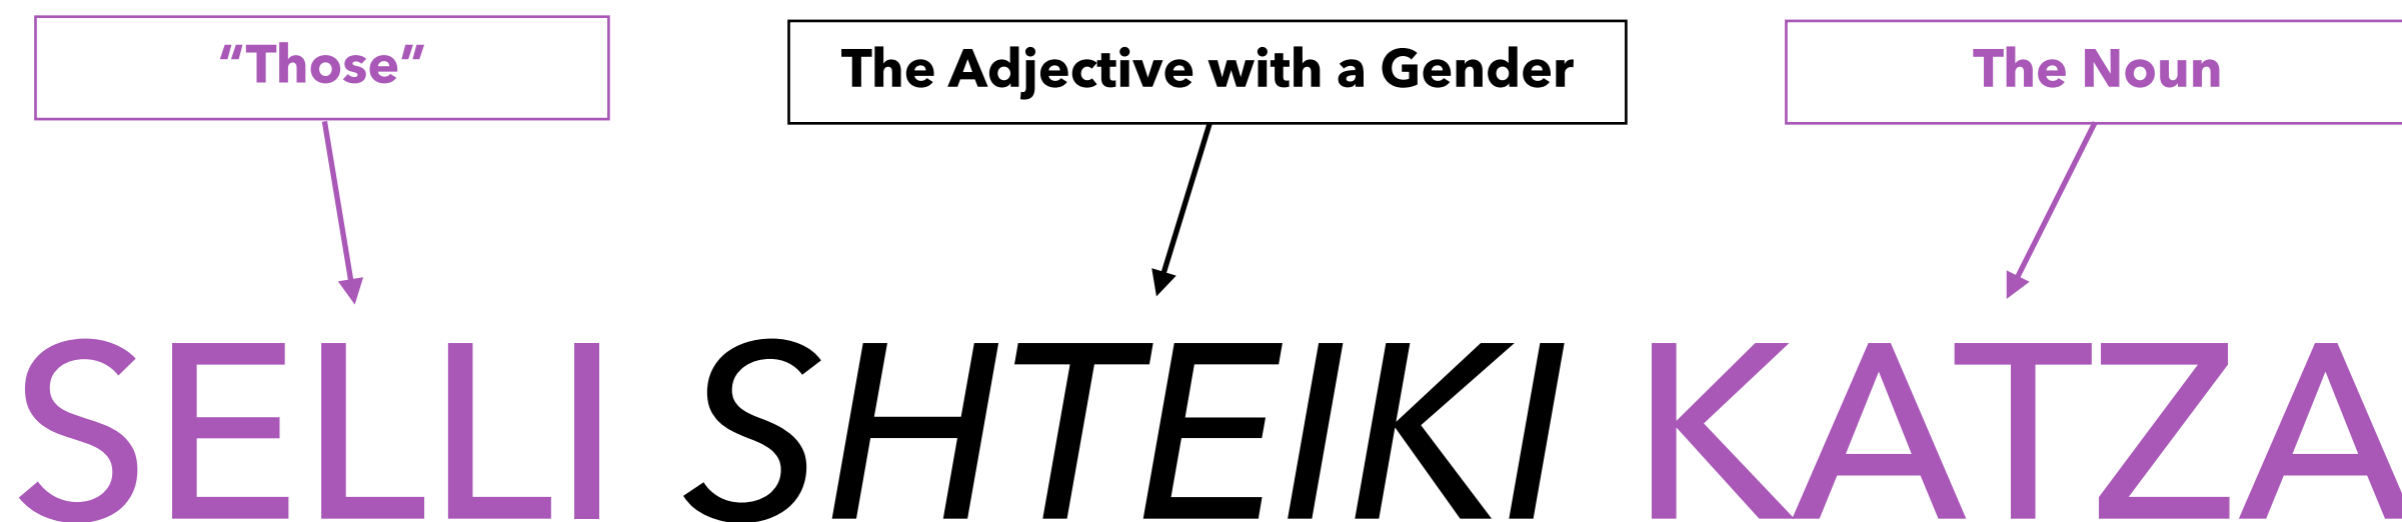 “Those”
The Adjective with a Gender
The Noun
SELLI SHTEIKI KATZA